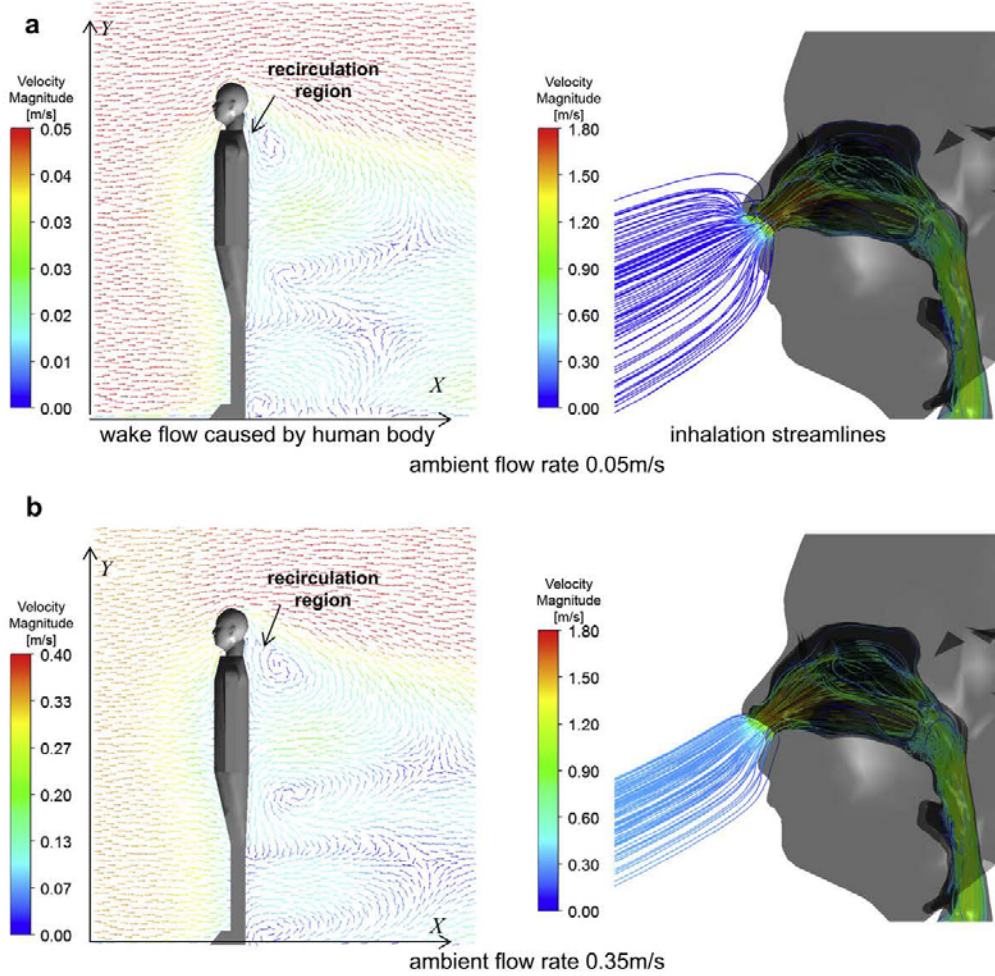 a
Y
recirculation
region
Velocity
Magnitude
[m/s]
0.05
0.04
0.03
0.03
0.02
0.01
0.00
X
wake flow caused by human body
Velocity
Magnitude
[m/s]
1.80
1.50
1.20
0.90
0.60
0.30
0.00
inhalation streamlines
ambient flow rate 0.05m/s
b
Y
recirculation
region
Velocity
Magnitude
[m/s]
0.40
0.33
0.27
0.20
0.13
0.07
0.00
X
Velocity
Magnitude
[m/s]
1.80
1.50
1.20
0.90
0.60
0.30
0.00
ambient flow rate 0.35m/s